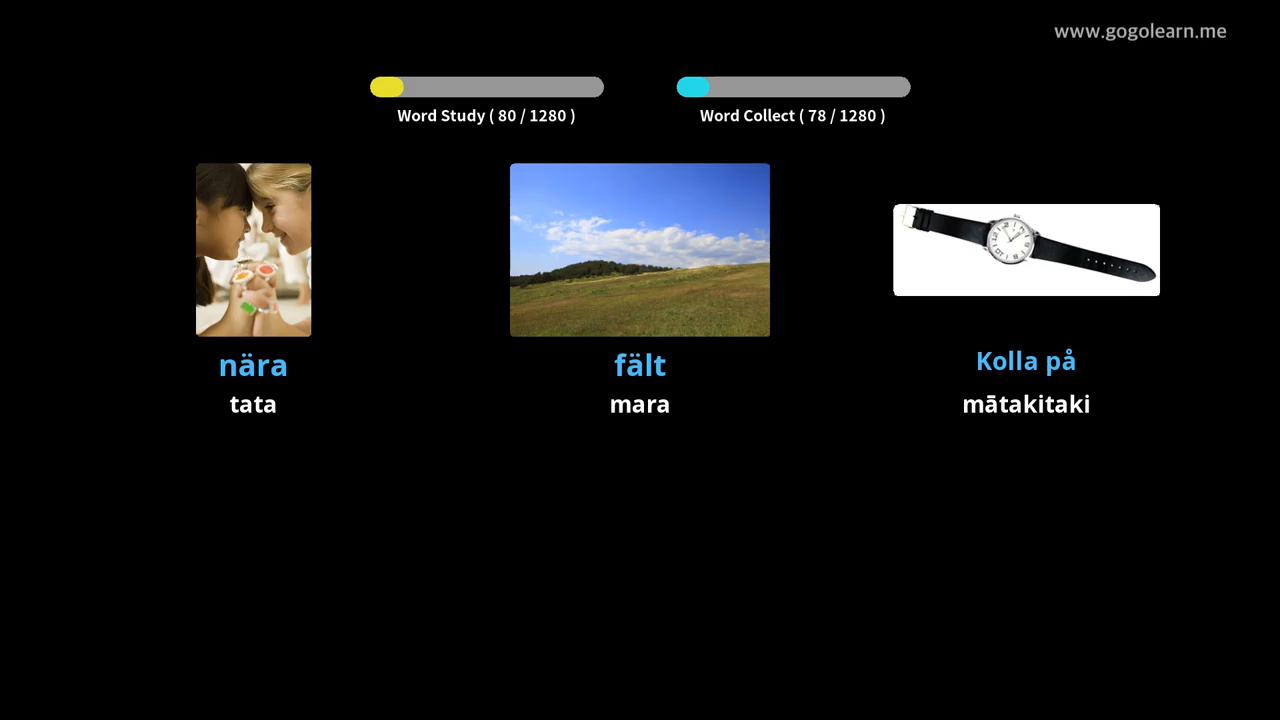 www.gogolearn.me
Word Study ( 80 / 1280 )
Word Collect ( 78 / 1280 )
nära
fält
Kolla på
tata
mara
mātakitaki